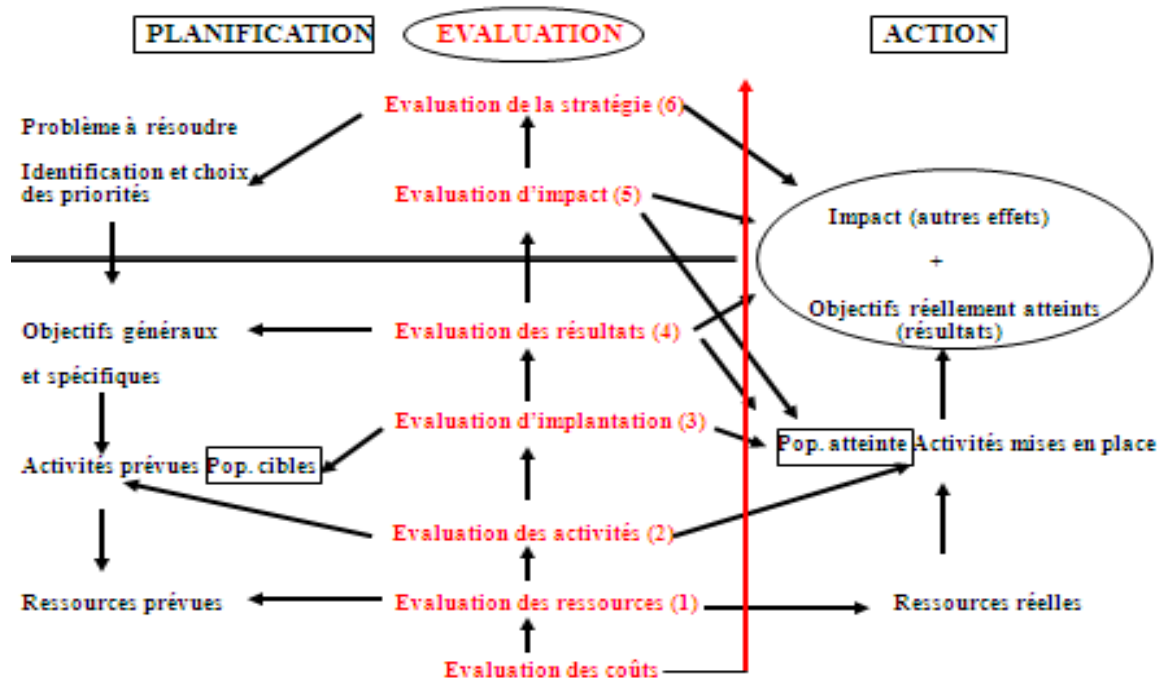 PLANIFICATION
EVALUATION
ACTION
Evaluation de la stratégie (6)
Problème à résoudre
Identification et choix
des priorités
Evaluation d'impact (5)
Impact (autres effets)
+
Objectifs réellement atteints
(résultats)
Objectifs généraux
Evaluation des résultats (4)
et spécifiques
Evaluation d'implantation (3)
Pop. atteinte Activités mises en place
Activités prévues Pop. cibles
Evaluation des activités (2)
Ressources prévues
Evaluation des ressources (1)
Ressources réelles
Evaluation des coûts